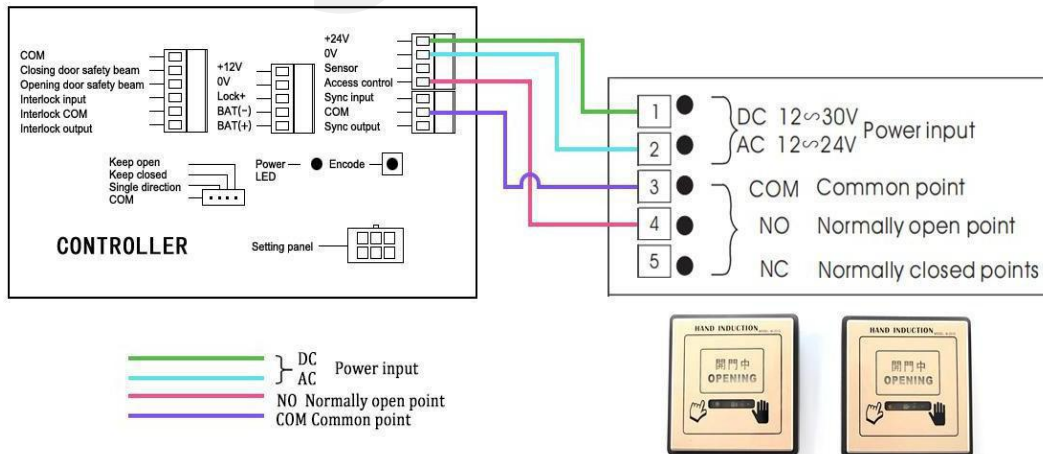 COM
Closing door safety beam
Opening door safety beam
Interlock input
Interlock COM
Interlock output
+12V
0V
Lock+
BAT(−)
BAT(+)
+24V
0V
Sensor
Access control
Sync input
COM
Sync output
Keep open
Keep closed
Single direction
COM
Power
LED
Encode
CONTROLLER
Setting panel
1
2
3
4
5
DC 12∽30V
AC 12∽24V
Power input
COM Common point
NO Normally open point
NC Normally closed points
DC
AC
Power input
NO Normally open point
COM Common point
HAND INDUCTION
開門中
OPENING
HAND INDUCTION
開門中
OPENING